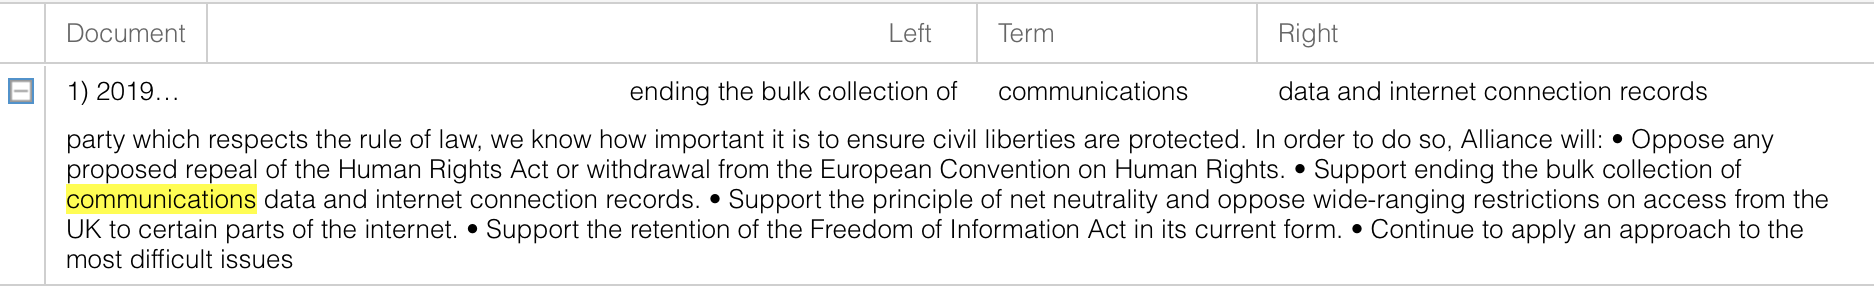 Document Left Term Right
1) 2019… ending the bulk collection of communications data and internet connection records
party which respects the rule of law, we know how important it is to ensure civil liberties are protected. In order to do so, Alliance will: • Oppose any
proposed repeal of the Human Rights Act or withdrawal from the European Convention on Human Rights. • Support ending the bulk collection of
communications data and internet connection records. • Support the principle of net neutrality and oppose wide-ranging restrictions on access from the
UK to certain parts of the internet. • Support the retention of the Freedom of Information Act in its current form. • Continue to apply an approach to the
most difficult issues